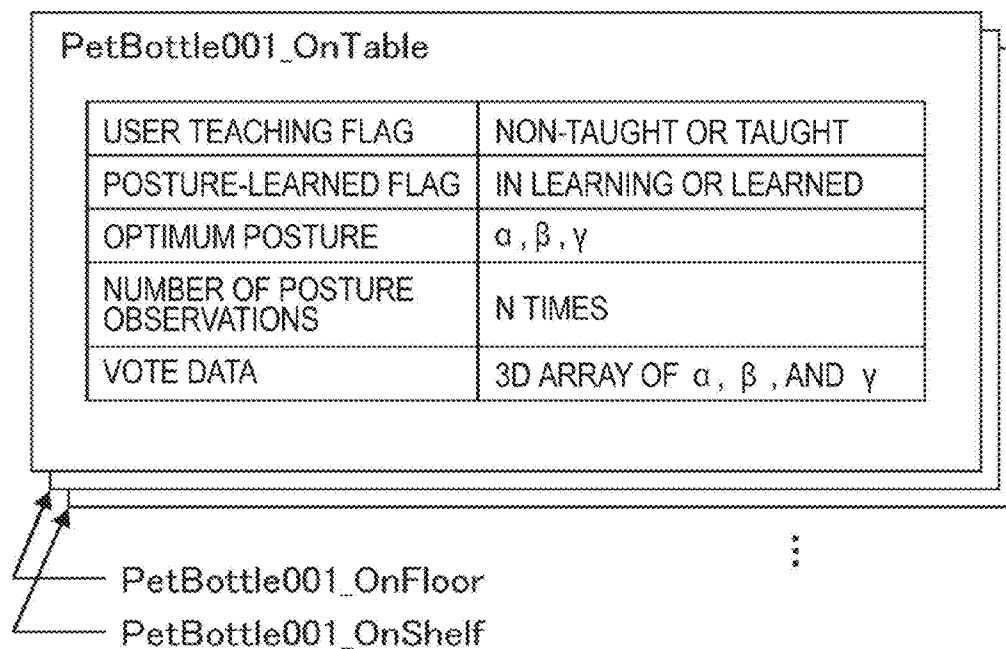 PetBottle001_OnTable
USER TEACHING FLAG NON-TAUGHT OR TAUGHT
POSTURE-LEARNED FLAG IN LEARNING OR LEARNED
OPTIMUM POSTURE α , β , γ
NUMBER OF POSTURE
OBSERVATIONS N TIMES
VOTE DATA 3D ARRAY OF α , β , AND γ
PetBottle001_OnFloor
PetBottle001_OnShelf